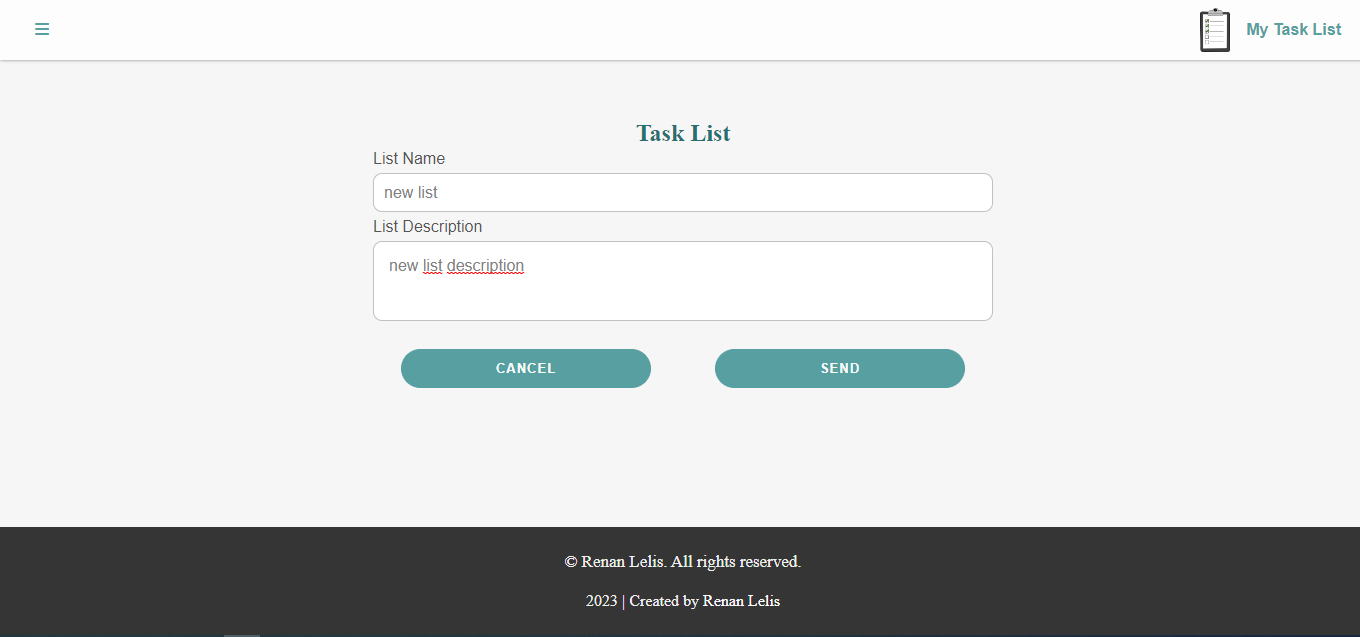 My Task List
Task List
List Name
new list
List Description
new list description
CANCEL
SEND
© Renan Lelis. All rights reserved.
2023 | Created by Renan Lelis